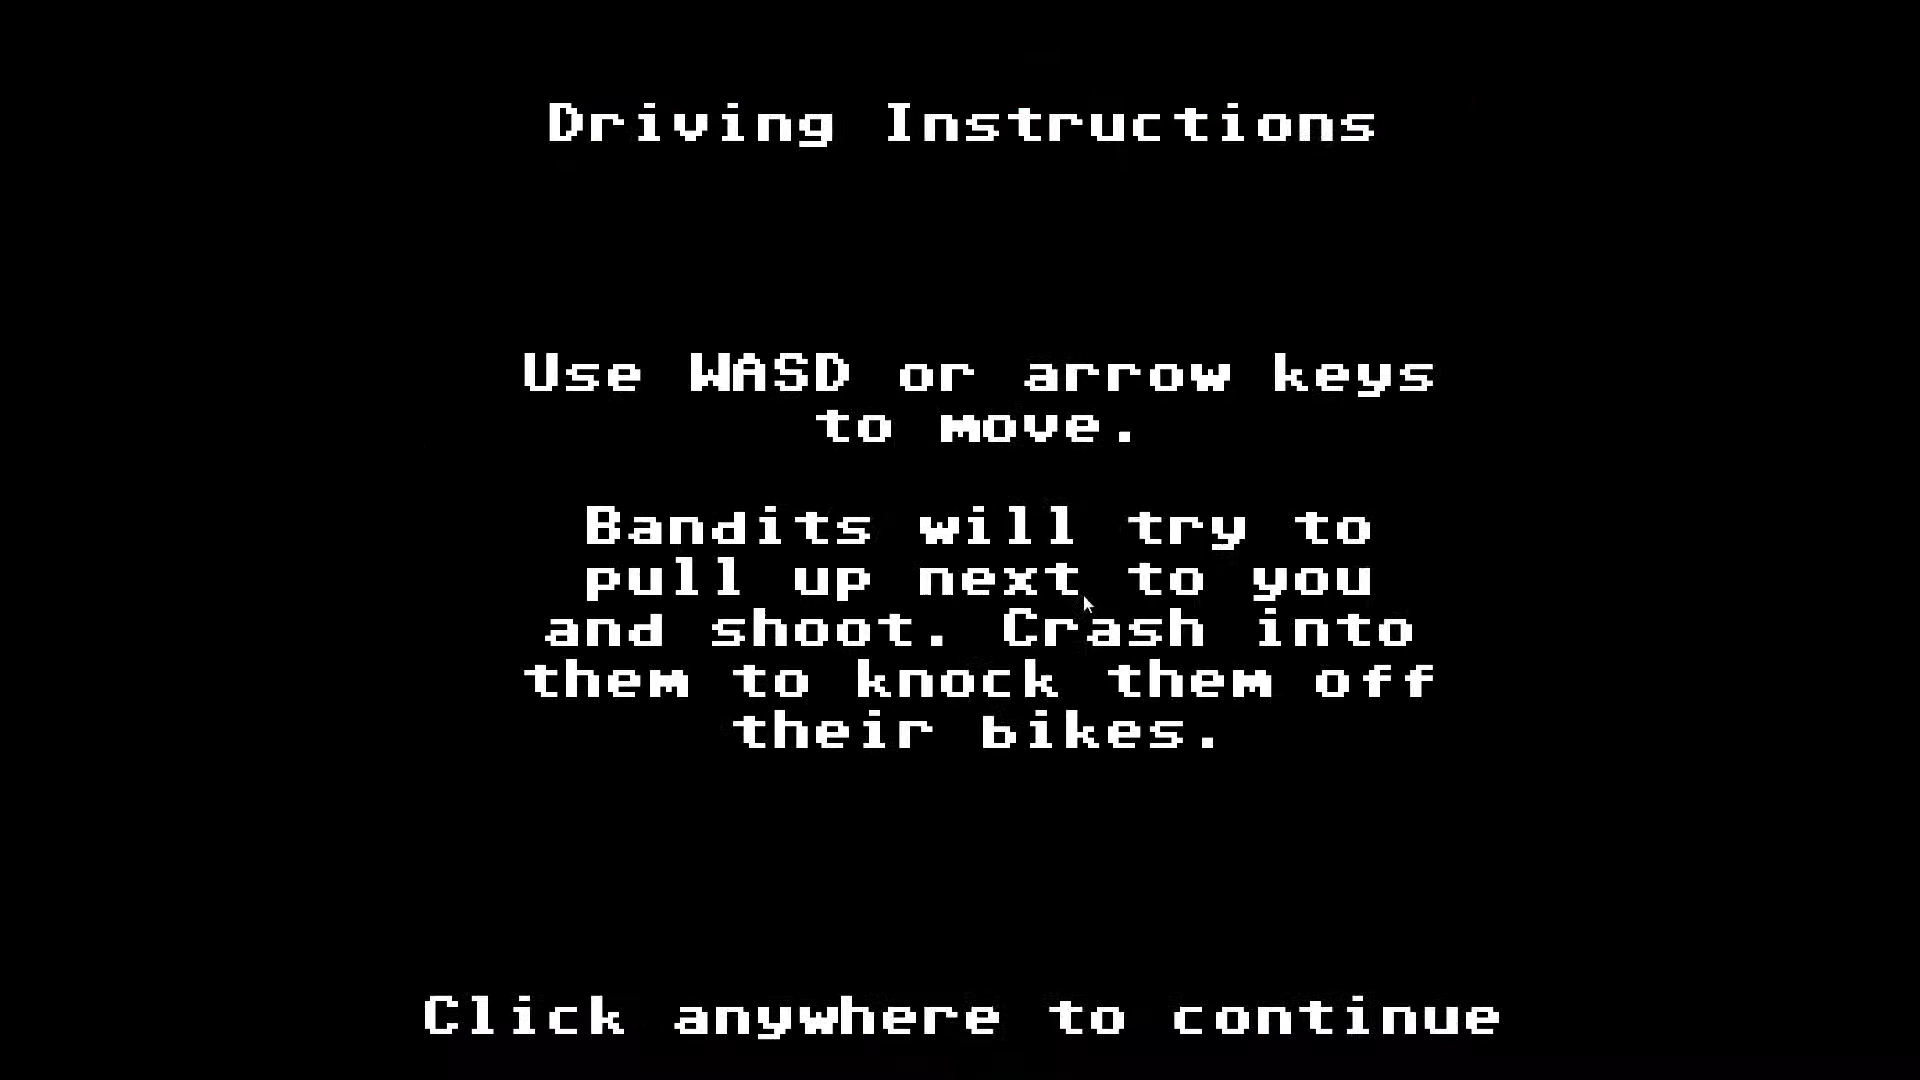 Driving Instructions
Use WASD or arrow keys
to move.
Bandits will try to
pull up next to you
and shoot. Crash into
them to knock them off
their bikes.
Click anywhere to continue